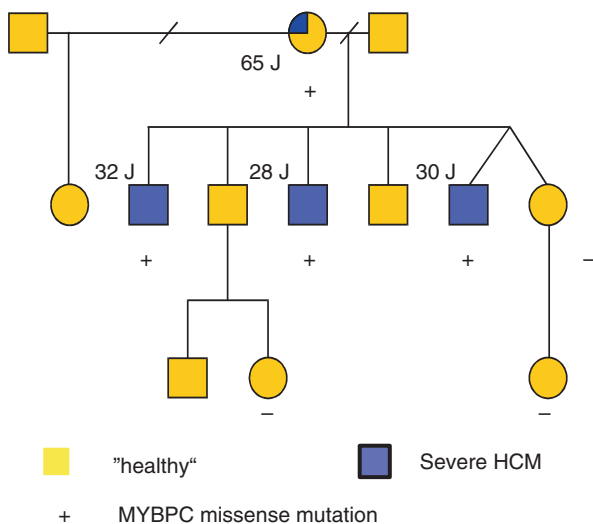 65 J
+
32 J
28 J
30 J
+
+
+
–
–
–
"healthy“
Severe HCM
+ MYBPC missense mutation